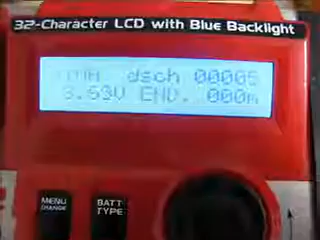 32-Character LCD with Blue Backlight
dsch 00005
3.53V END. 000m
MENU
CHANGE
BATT
TYPE